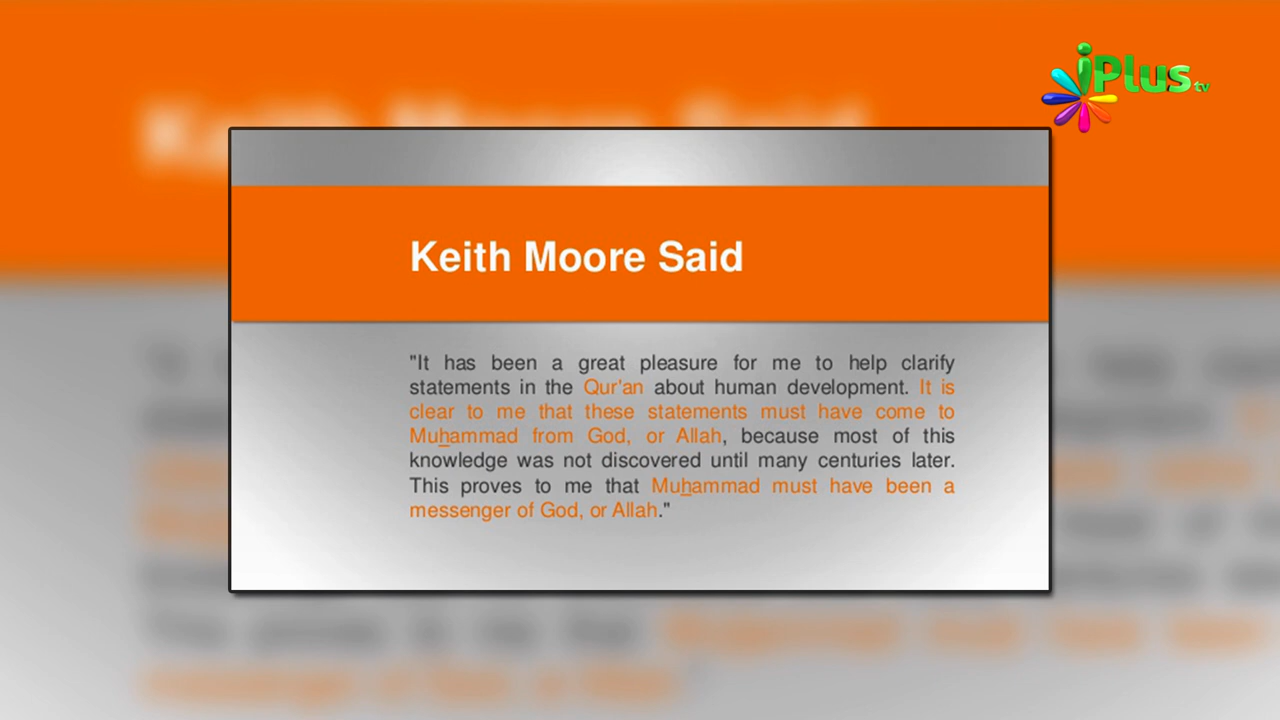 iPlus tv
Keith Moore Said
"It has been a great pleasure for me to help clarify
statements in the Qur'an about human development. It is
clear to me that these statements must have come to
Muḥammad from God, or Allah, because most of this
knowledge was not discovered until many centuries later.
This proves to me that Muḥammad must have been a
messenger of God, or Allah."